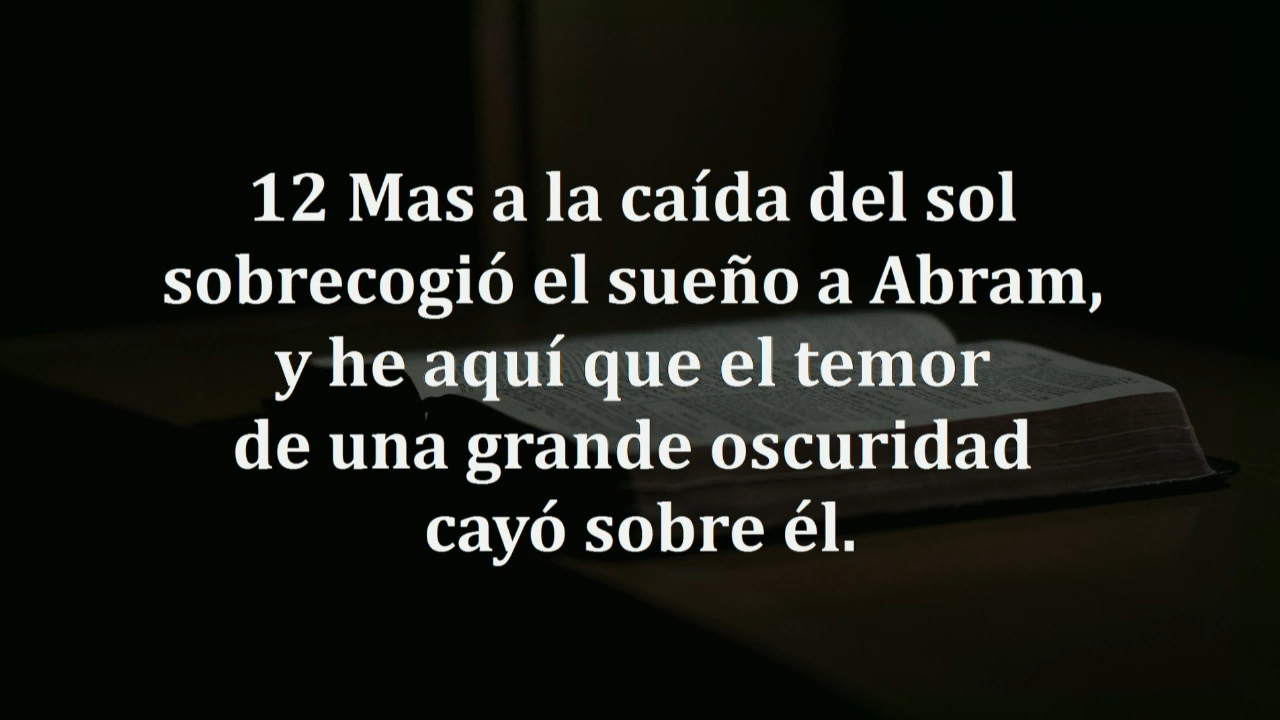 12 Mas a la caída del sol
sobrecogió el sueño a Abram,
y he aquí que el temor
de una grande oscuridad
cayó sobre él.